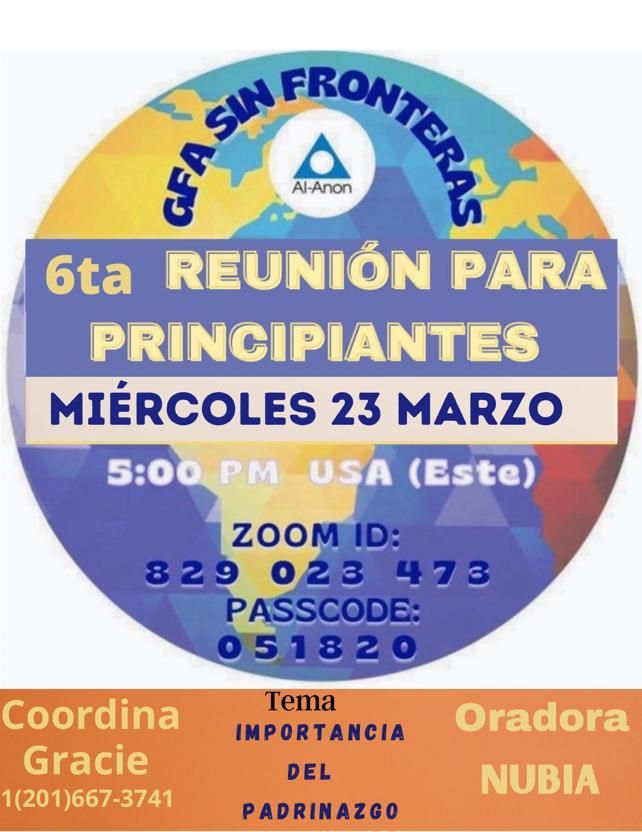 GFA SIN FRONTERAS
Al-Anon
6ta REUNIÓN PARA
PRINCIPIANTES
MIÉRCOLES 23 MARZO
5:00 PM USA (Este)
ZOOM ID:
829 023 473
PASSCODE:
051820
Coordina
Gracie
1(201)667-3741
Tema
IMPORTANCIA
DEL
PADRINAZGO
Oradora
NUBIA